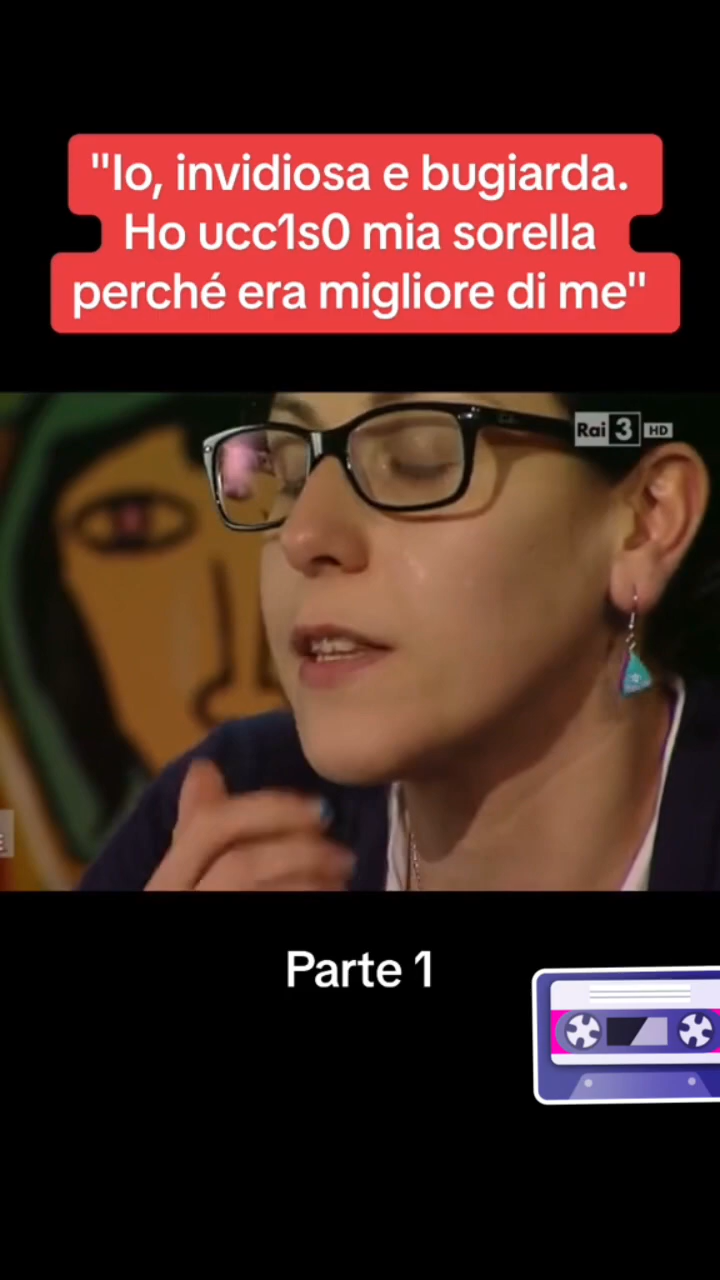 "Io, invidiosa e bugiarda.
Ho ucc1s0 mia sorella
perché era migliore di me"
Rai 3 HD
E
Parte 1